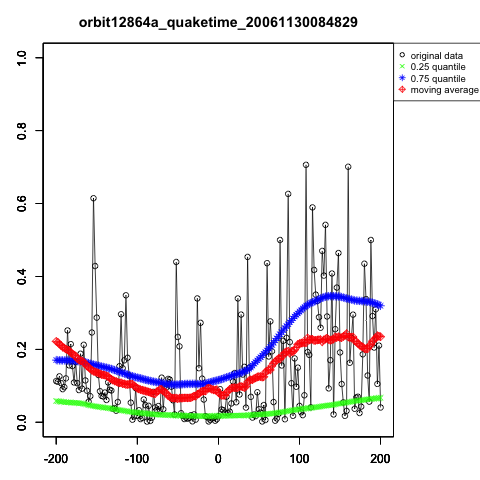 orbit12864a_quaketime_20061130084829
original data
0.25 quantile
0.75 quantile
moving average
1.0
0.8
0.6
0.4
0.2
0.0
-200
-100
0
100
200